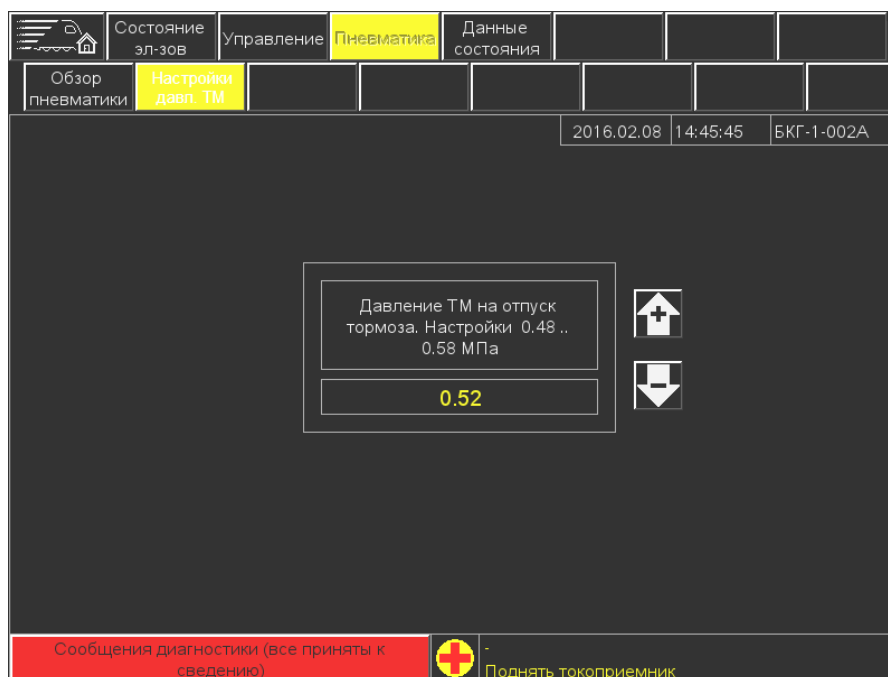 Состояние
эл-зов
Управление
Пневматика
Данные
состояния
Обзор
пневматики
Настройки
давл. ТМ
2016.02.08 14:45:45 БКГ-1-002А
Давление ТМ на отпуск
тормоза. Настройки 0.48 ..
0.58 МПа
0.52
Сообщения диагностики (все приняты к
сведению)
-
Поднять токоприемник